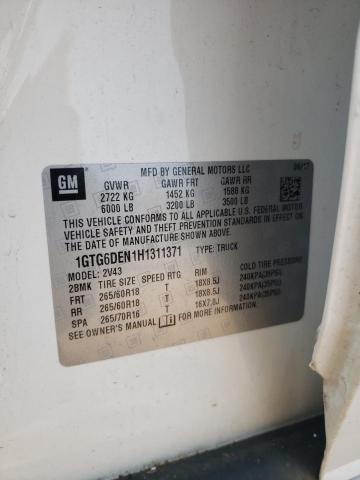 GM
MFD BY GENERAL MOTORS LLC 06/17
GVWR GAWR FRT GAWR RR
2722 KG 1452 KG 1588 KG
6000 LB 3200 LB 3500 LB
THIS VEHICLE CONFORMS TO ALL APPLICABLE U.S. FEDERAL
MOTOR VEHICLE SAFETY AND THEFT PREVENTION STANDARDS IN
EFFECT ON THE DATE OF MANUFACTURE SHOWN ABOVE.
1GTG6DEN1H1311371 TYPE: TRUCK
MODEL: 2V43
2BMK TIRE SIZE SPEED RTG RIM COLD TIRE PRESSURE
FRT 265/60R18 T 18X8.5J 240KPA(35PSI)
RR 265/60R18 T 18X8.5J 240KPA(35PSI)
SPA 265/70R16 T 16X7.0J 240KPA(35PSI)
SEE OWNER'S MANUAL FOR MORE INFORMATION.